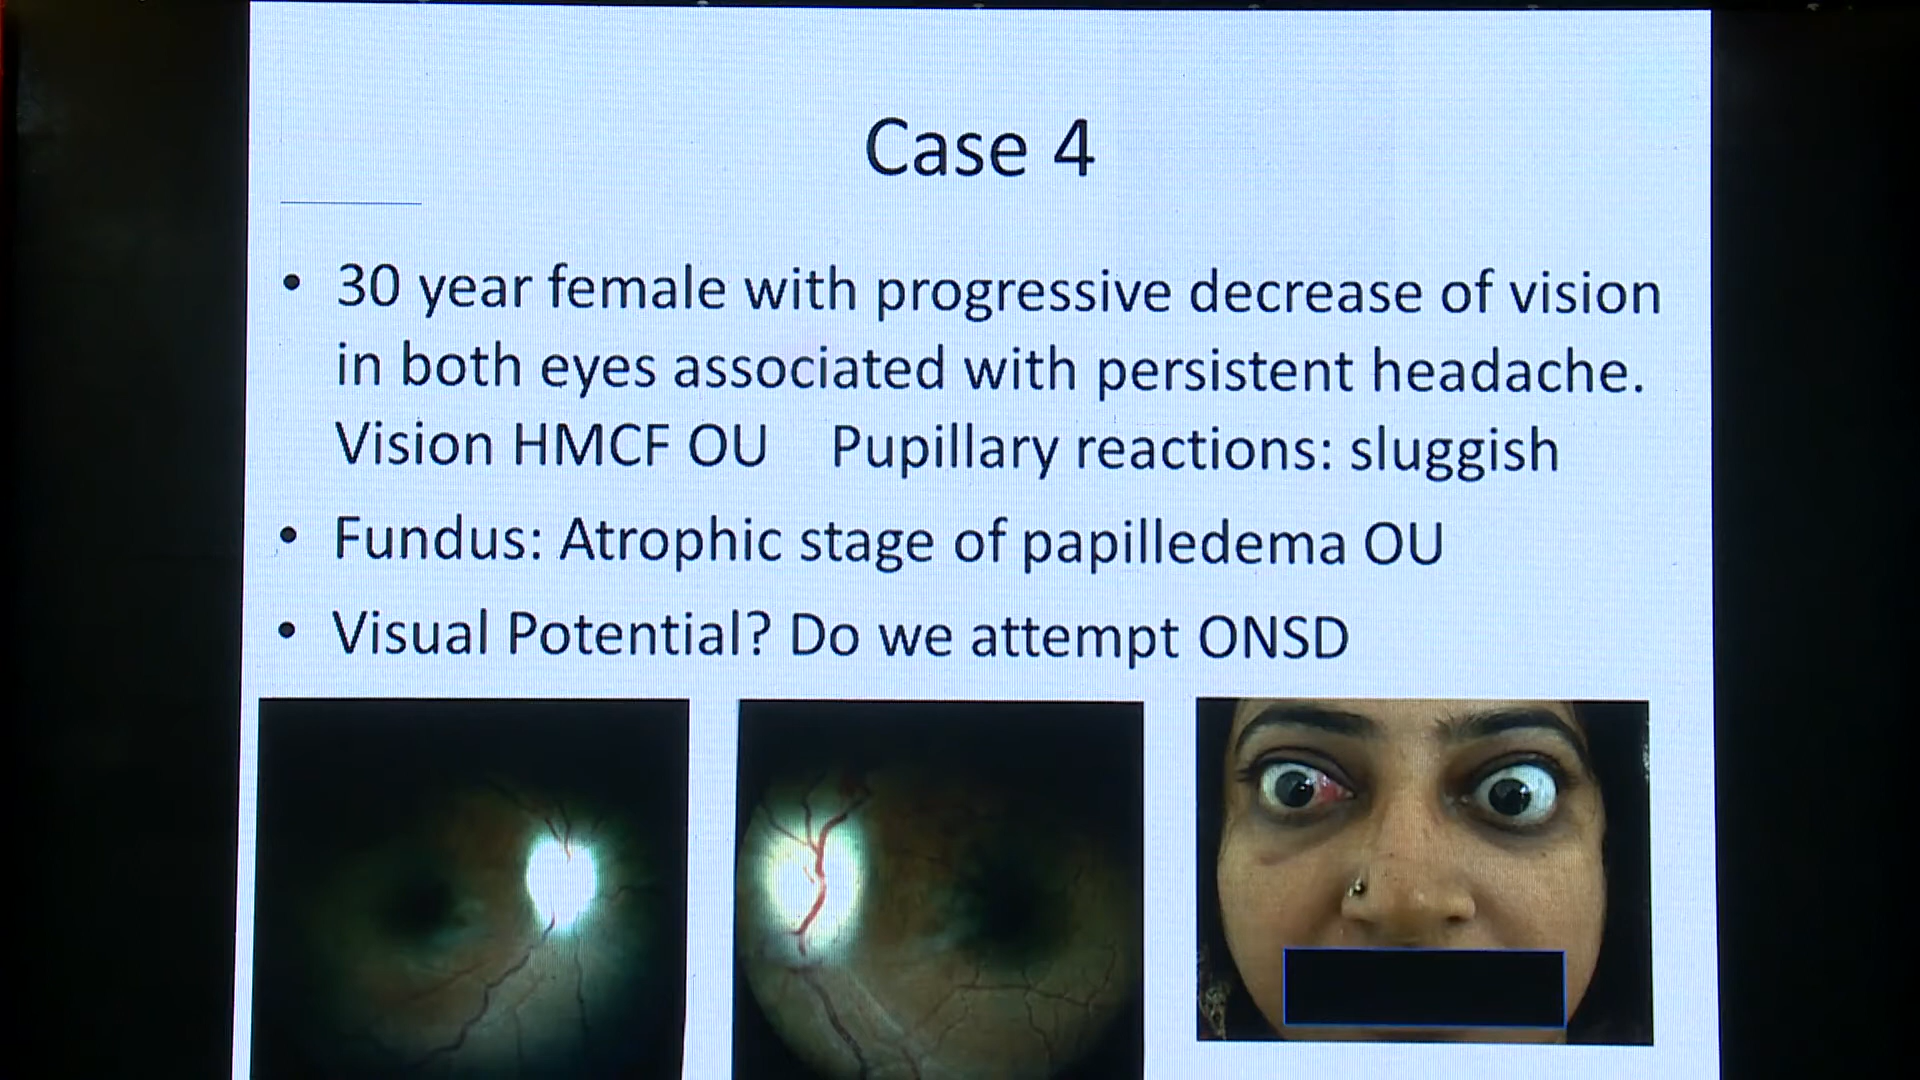 Case 4
• 30 year female with progressive decrease of vision
in both eyes associated with persistent headache.
Vision HMCF OU Pupillary reactions: sluggish
• Fundus: Atrophic stage of papilledema OU
• Visual Potential? Do we attempt ONSD